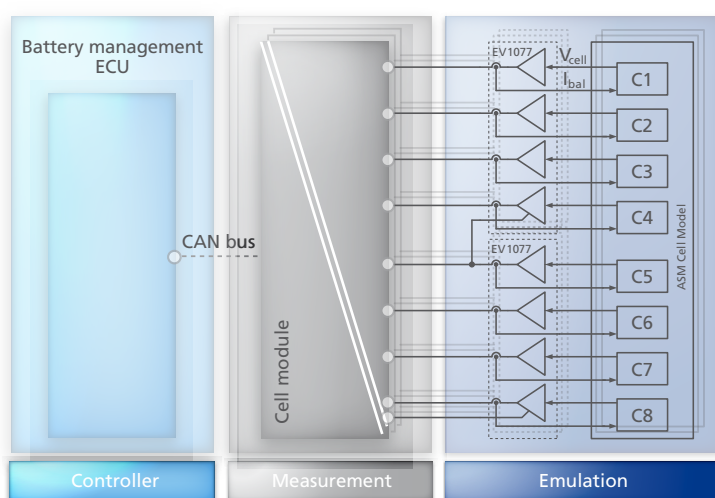 Battery management
ECU
CAN bus
Cell module
EV1077
V cell
I bal
C1
C2
C3
C4
EV1077
C5
C6
C7
C8
ASM Cell Model
Controller
Measurement
Emulation